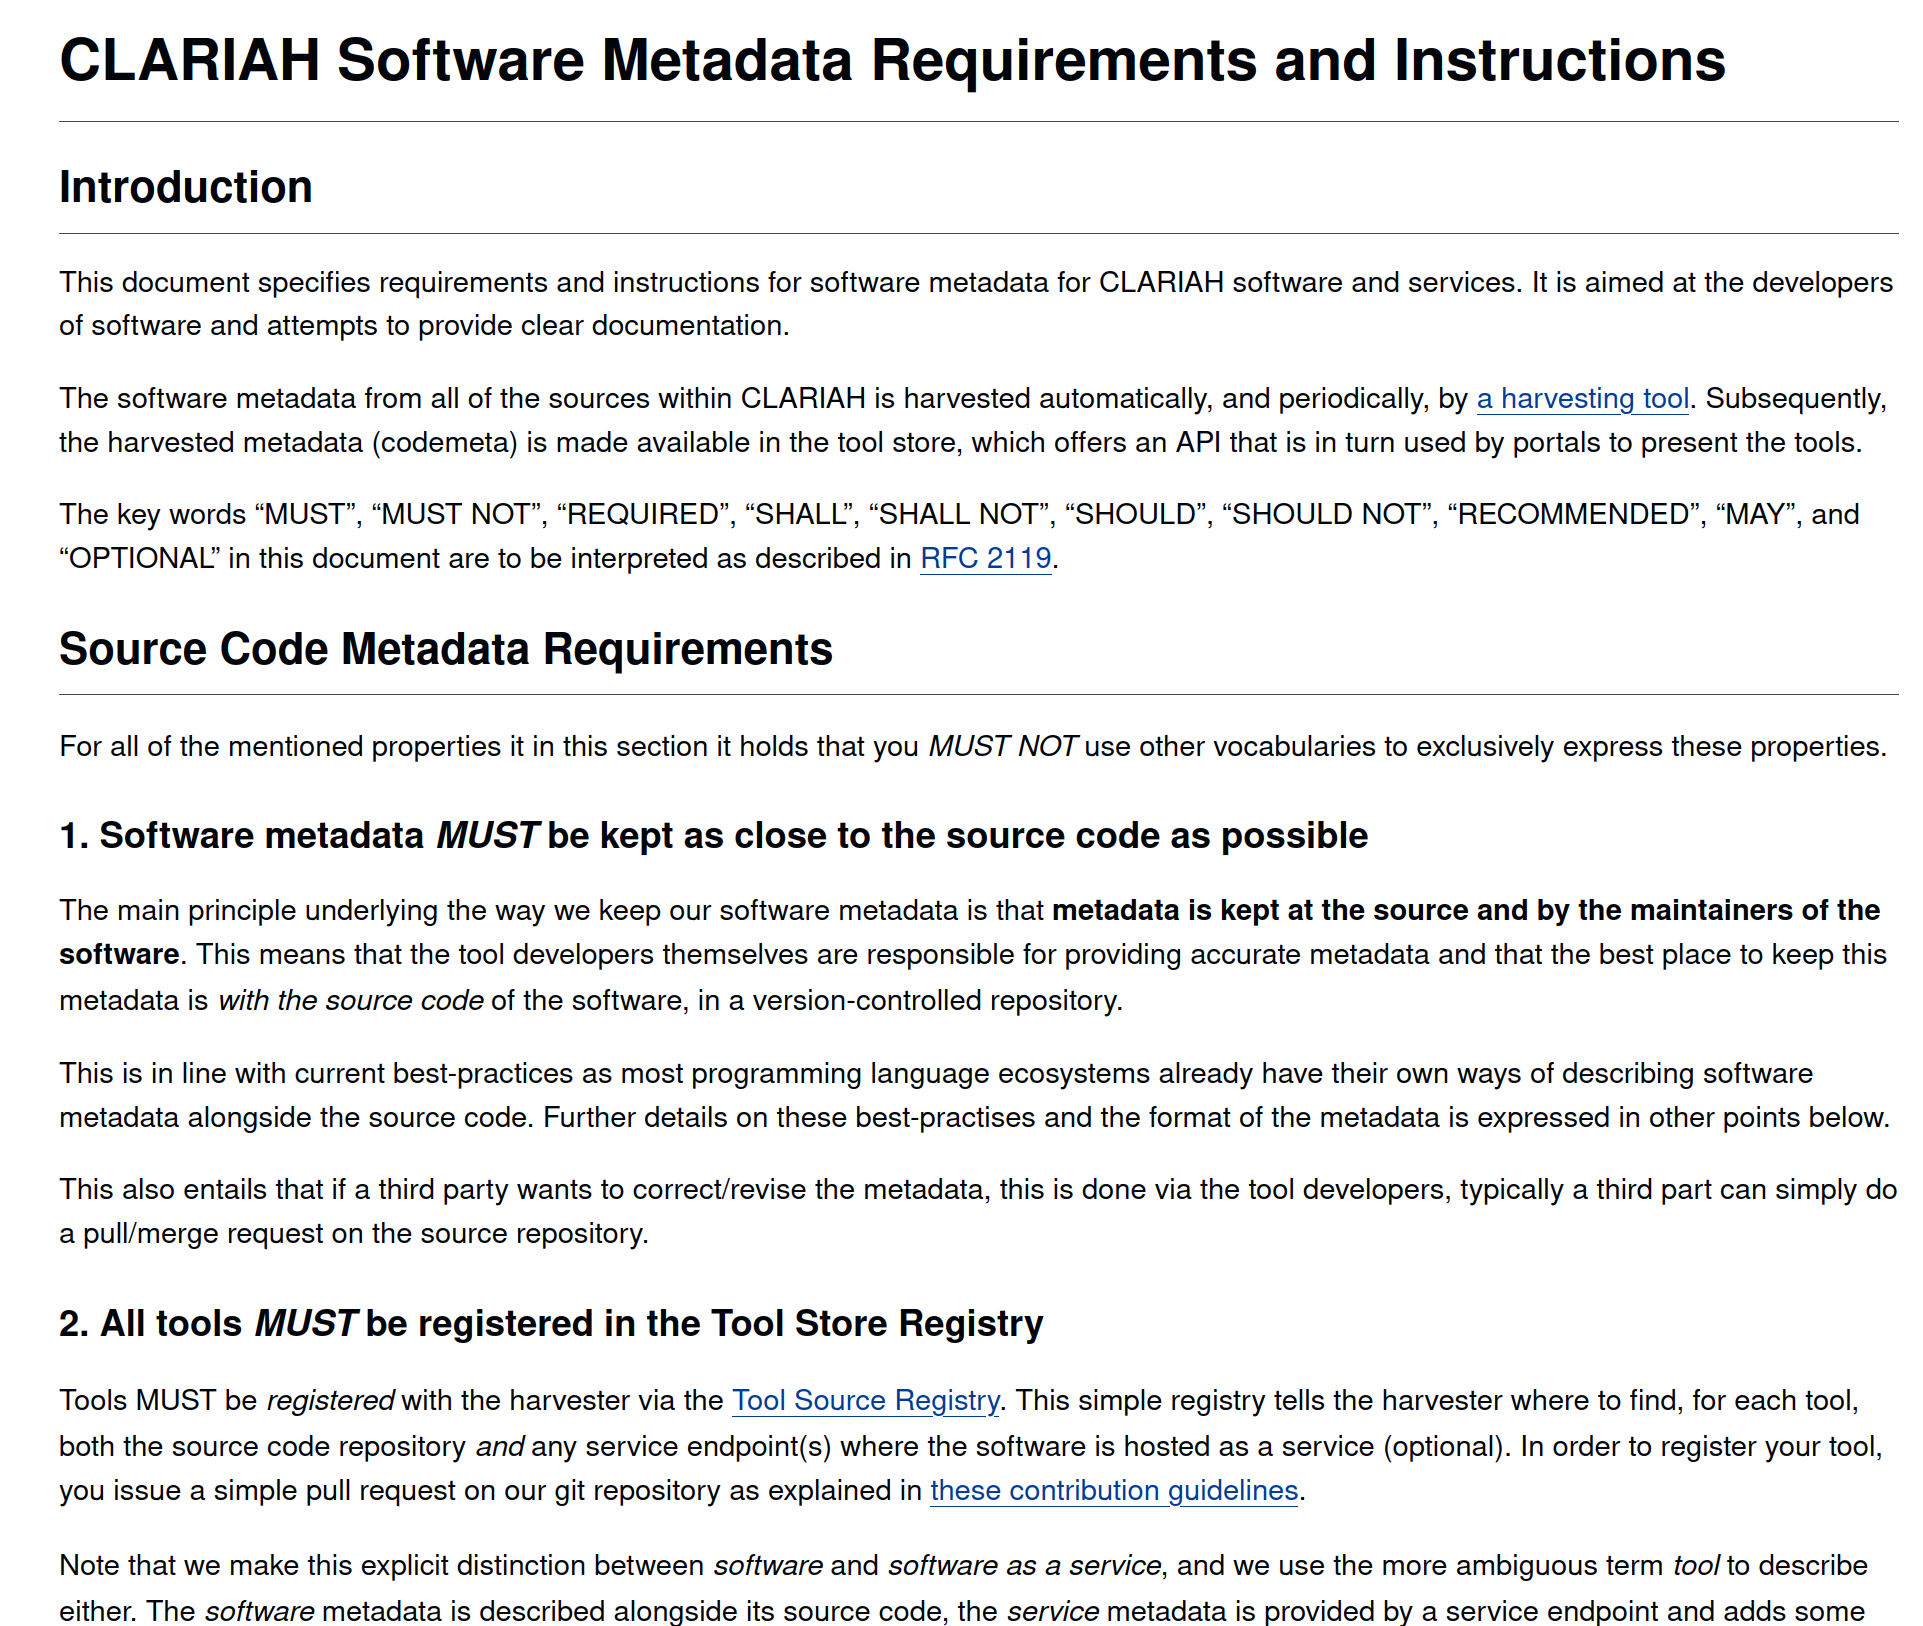 CLARIAH Software Metadata Requirements and Instructions
Introduction
This document specifies requirements and instructions for software metadata for CLARIAH software and services. It is aimed at the developers
of software and attempts to provide clear documentation.
The software metadata from all of the sources within CLARIAH is harvested automatically, and periodically, by a harvesting tool. Subsequently,
the harvested metadata (codemeta) is made available in the tool store, which offers an API that is in turn used by portals to present the tools.
The key words “MUST”, “MUST NOT”, “REQUIRED”, “SHALL”, “SHALL NOT”, “SHOULD”, “SHOULD NOT”, “RECOMMENDED”, “MAY”, and
“OPTIONAL” in this document are to be interpreted as described in RFC 2119.
Source Code Metadata Requirements
For all of the mentioned properties it in this section it holds that you MUST NOT use other vocabularies to exclusively express these properties.
1. Software metadata MUST be kept as close to the source code as possible
The main principle underlying the way we keep our software metadata is that metadata is kept at the source and by the maintainers of the
software. This means that the tool developers themselves are responsible for providing accurate metadata and that the best place to keep this
metadata is with the source code of the software, in a version-controlled repository.
This is in line with current best-practices as most programming language ecosystems already have their own ways of describing software
metadata alongside the source code. Further details on these best-practises and the format of the metadata is expressed in other points below.
This also entails that if a third party wants to correct/revise the metadata, this is done via the tool developers, typically a third part can simply do
a pull/merge request on the source repository.
2. All tools MUST be registered in the Tool Store Registry
Tools MUST be registered with the harvester via the Tool Source Registry. This simple registry tells the harvester where to find, for each tool,
both the source code repository and any service endpoint(s) where the software is hosted as a service (optional). In order to register your tool,
you issue a simple pull request on our git repository as explained in these contribution guidelines.
Note that we make this explicit distinction between software and software as a service, and we use the more ambiguous term tool to describe
either. The software metadata is described alongside its source code, the service metadata is provided by a service endpoint and adds some